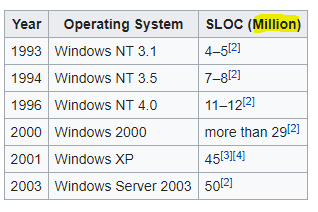 Year Operating System SLOC (Million)
1993 Windows NT 3.1 4–5[2]
1994 Windows NT 3.5 7–8[2]
1996 Windows NT 4.0 11–12[2]
2000 Windows 2000 more than 29[2]
2001 Windows XP 45[3][4]
2003 Windows Server 2003 50[2]